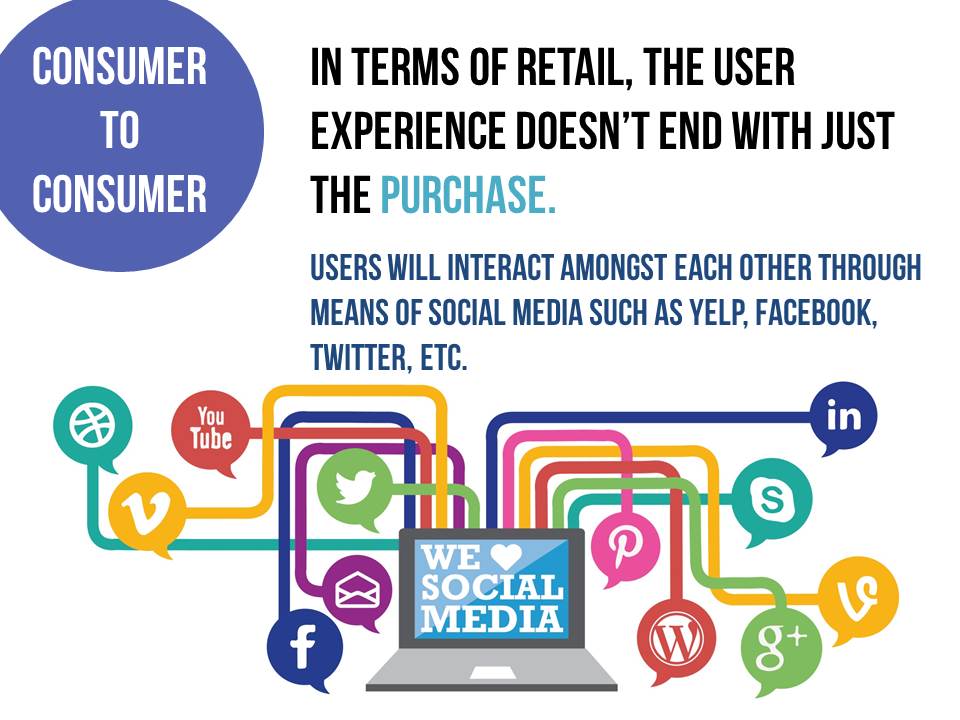 CONSUMER
TO
CONSUMER
IN TERMS OF RETAIL, THE USER
EXPERIENCE DOESN’T END WITH JUST
THE PURCHASE.
USERS WILL INTERACT AMONGST EACH OTHER THROUGH
MEANS OF SOCIAL MEDIA SUCH AS YELP, FACEBOOK,
TWITTER, ETC.
You
Tube
in
S
WE
SOCIAL
MEDIA
f
W
g+